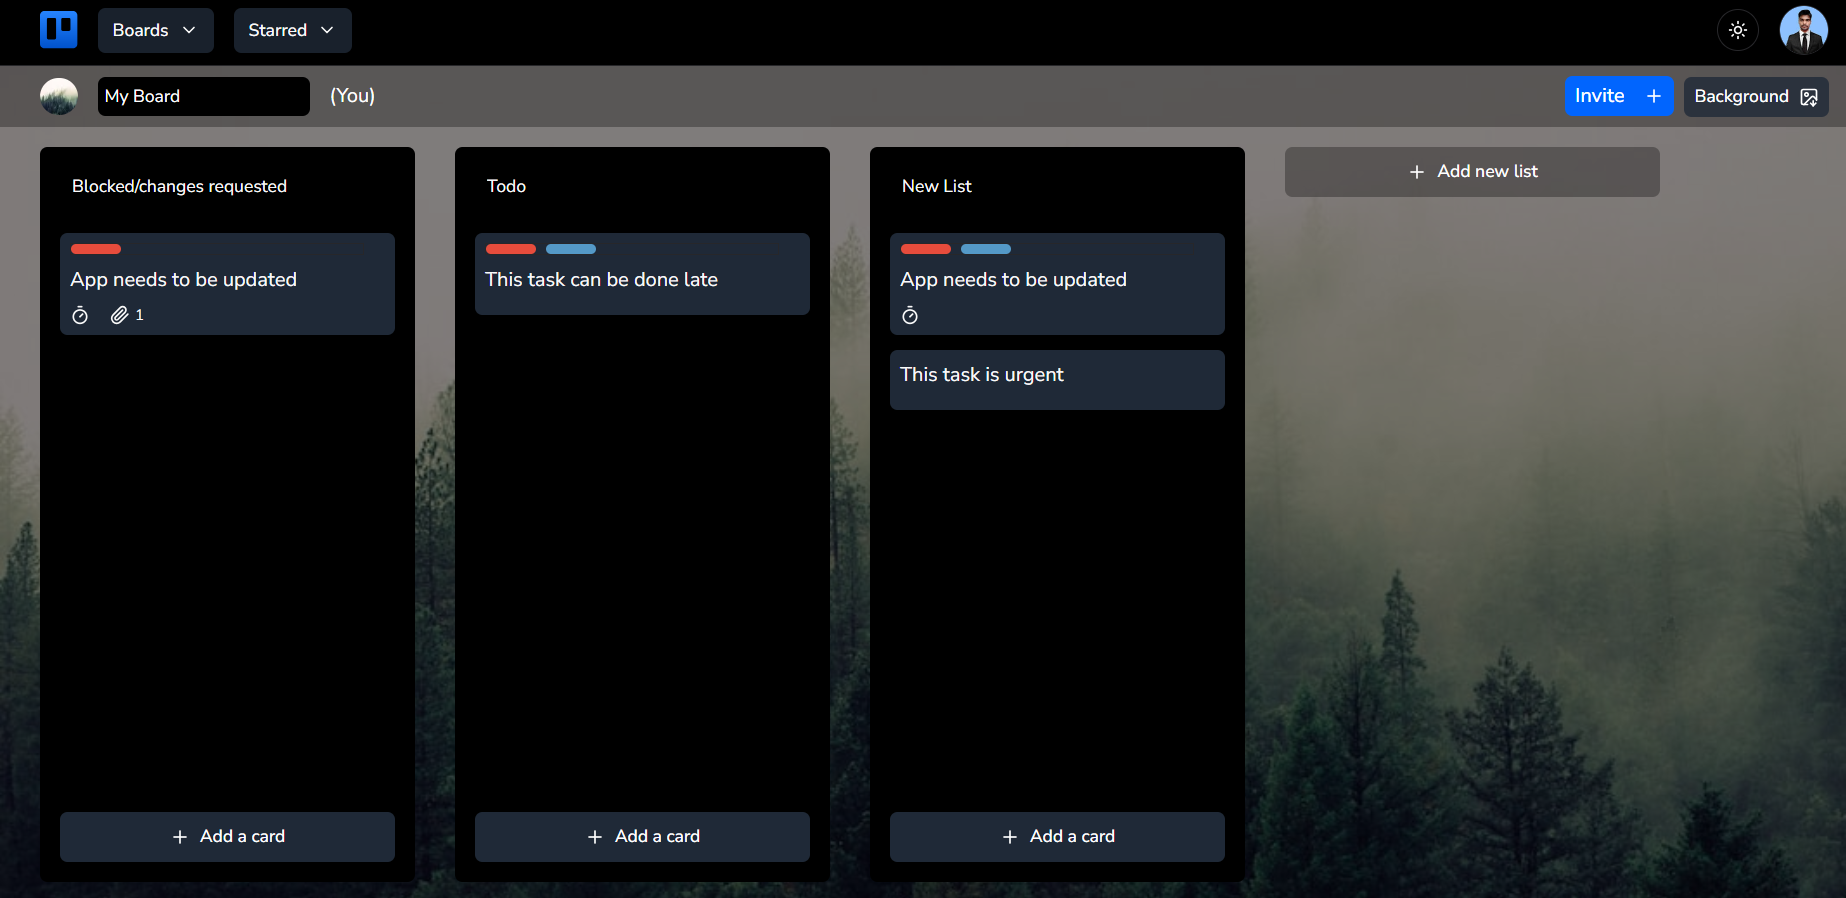 Boards
Starred
My Board
(You)
Invite
Background
Blocked/changes requested
App needs to be updated
1
Add a card
Todo
This task can be done late
Add a card
New List
App needs to be updated
This task is urgent
Add a card
Add new list